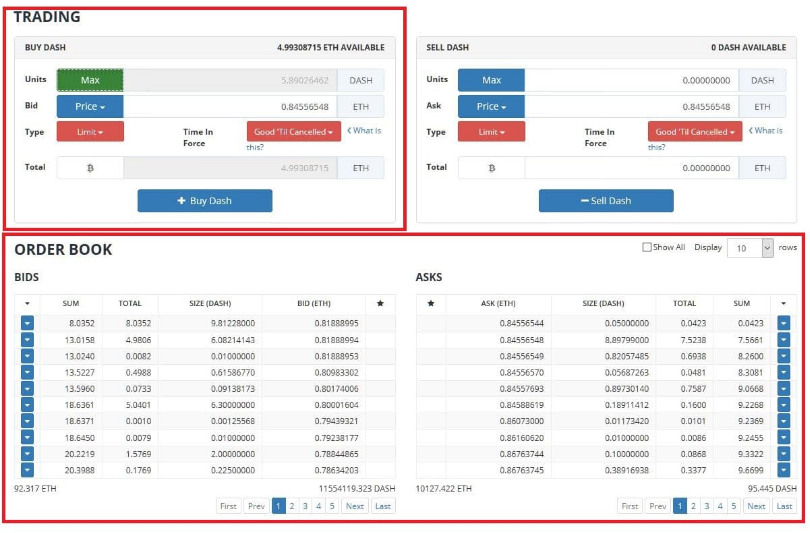 TRADING
BUY DASH 4.99308715 ETH AVAILABLE
Units Max 5.89026462 DASH
Bid Price 0.84556548 ETH
Type Limit Time In Force Good 'Til Cancelled What is this?
Total 4.99308715 ETH
+ Buy Dash
SELL DASH 0 DASH AVAILABLE
Units Max 0.00000000 DASH
Ask Price 0.84556548 ETH
Type Limit Time In Force Good 'Til Cancelled What is this?
Total 0.00000000 ETH
Sell Dash
ORDER BOOK Show All Display 10 rows
BIDS
SUM TOTAL SIZE (DASH) BID (ETH)
8.0352 8.0352 9.81228000 0.81888995
13.0158 4.9806 6.08214143 0.81888994
13.0240 0.0082 0.01000000 0.81888953
13.5227 0.4988 0.61586770 0.80983302
13.5960 0.0733 0.09138173 0.80174006
18.6361 5.0401 6.30000000 0.80001604
18.6371 0.0010 0.00125568 0.79439321
18.6450 0.0079 0.01000000 0.79238177
20.2219 1.5769 2.00000000 0.78844865
20.3988 0.1769 0.22500000 0.78634203
92.317 ETH 11554119.323 DASH
First Prev 1 2 3 4 5 Next Last
ASKS
ASK (ETH) SIZE (DASH) TOTAL SUM
0.84556544 0.05000000 0.0423 0.0423
0.84556548 8.89799000 7.5238 7.5661
0.84556549 0.82057485 0.6938 8.2600
0.84556570 0.05687263 0.0481 8.3081
0.84557693 0.89730140 0.7587 9.0668
0.84588619 0.18911412 0.1600 9.2268
0.86073000 0.01173420 0.0101 9.2369
0.86160620 0.01000000 0.0086 9.2455
0.86763744 0.10000000 0.0868 9.3322
0.86763745 0.38916938 0.3377 9.6699
10127.422 ETH 95.445 DASH
First Prev 1 2 3 4 5 Next Last